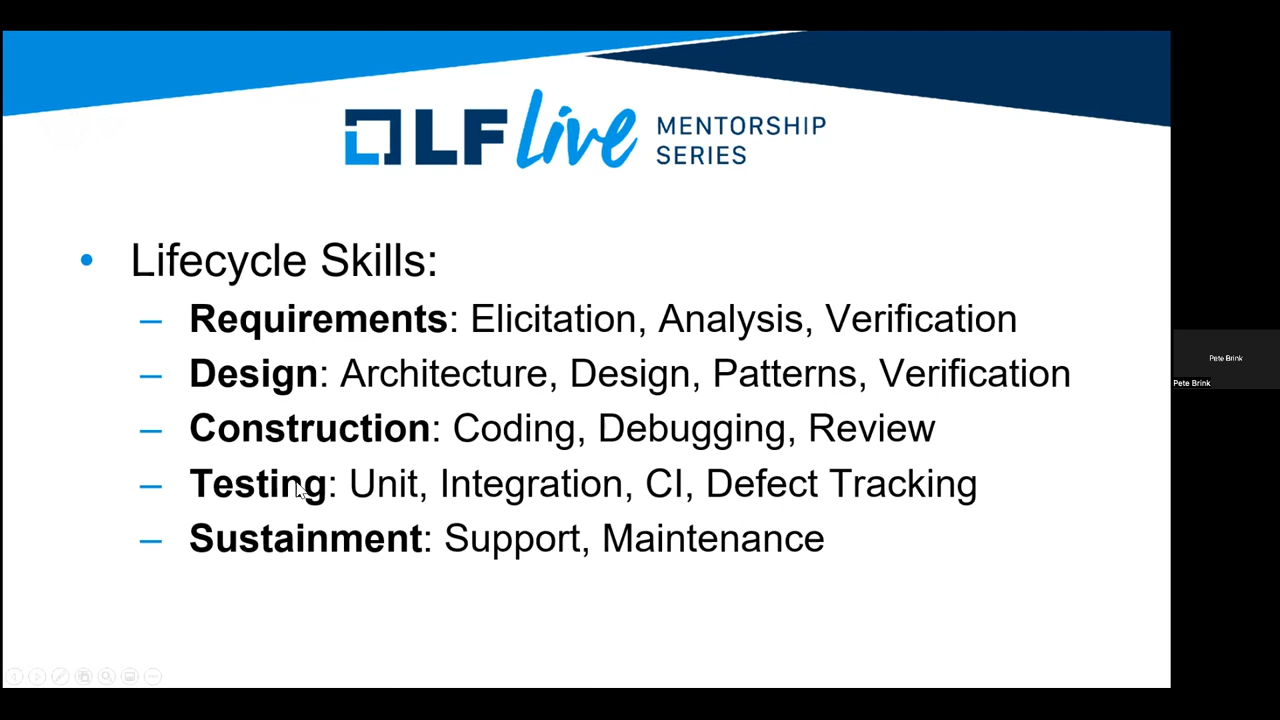 LF live MENTORSHIP
SERIES
• Lifecycle Skills:
– Requirements: Elicitation, Analysis, Verification
– Design: Architecture, Design, Patterns, Verification
– Construction: Coding, Debugging, Review
– Testing: Unit, Integration, CI, Defect Tracking
– Sustainment: Support, Maintenance
Pete Brink
Pete Brink